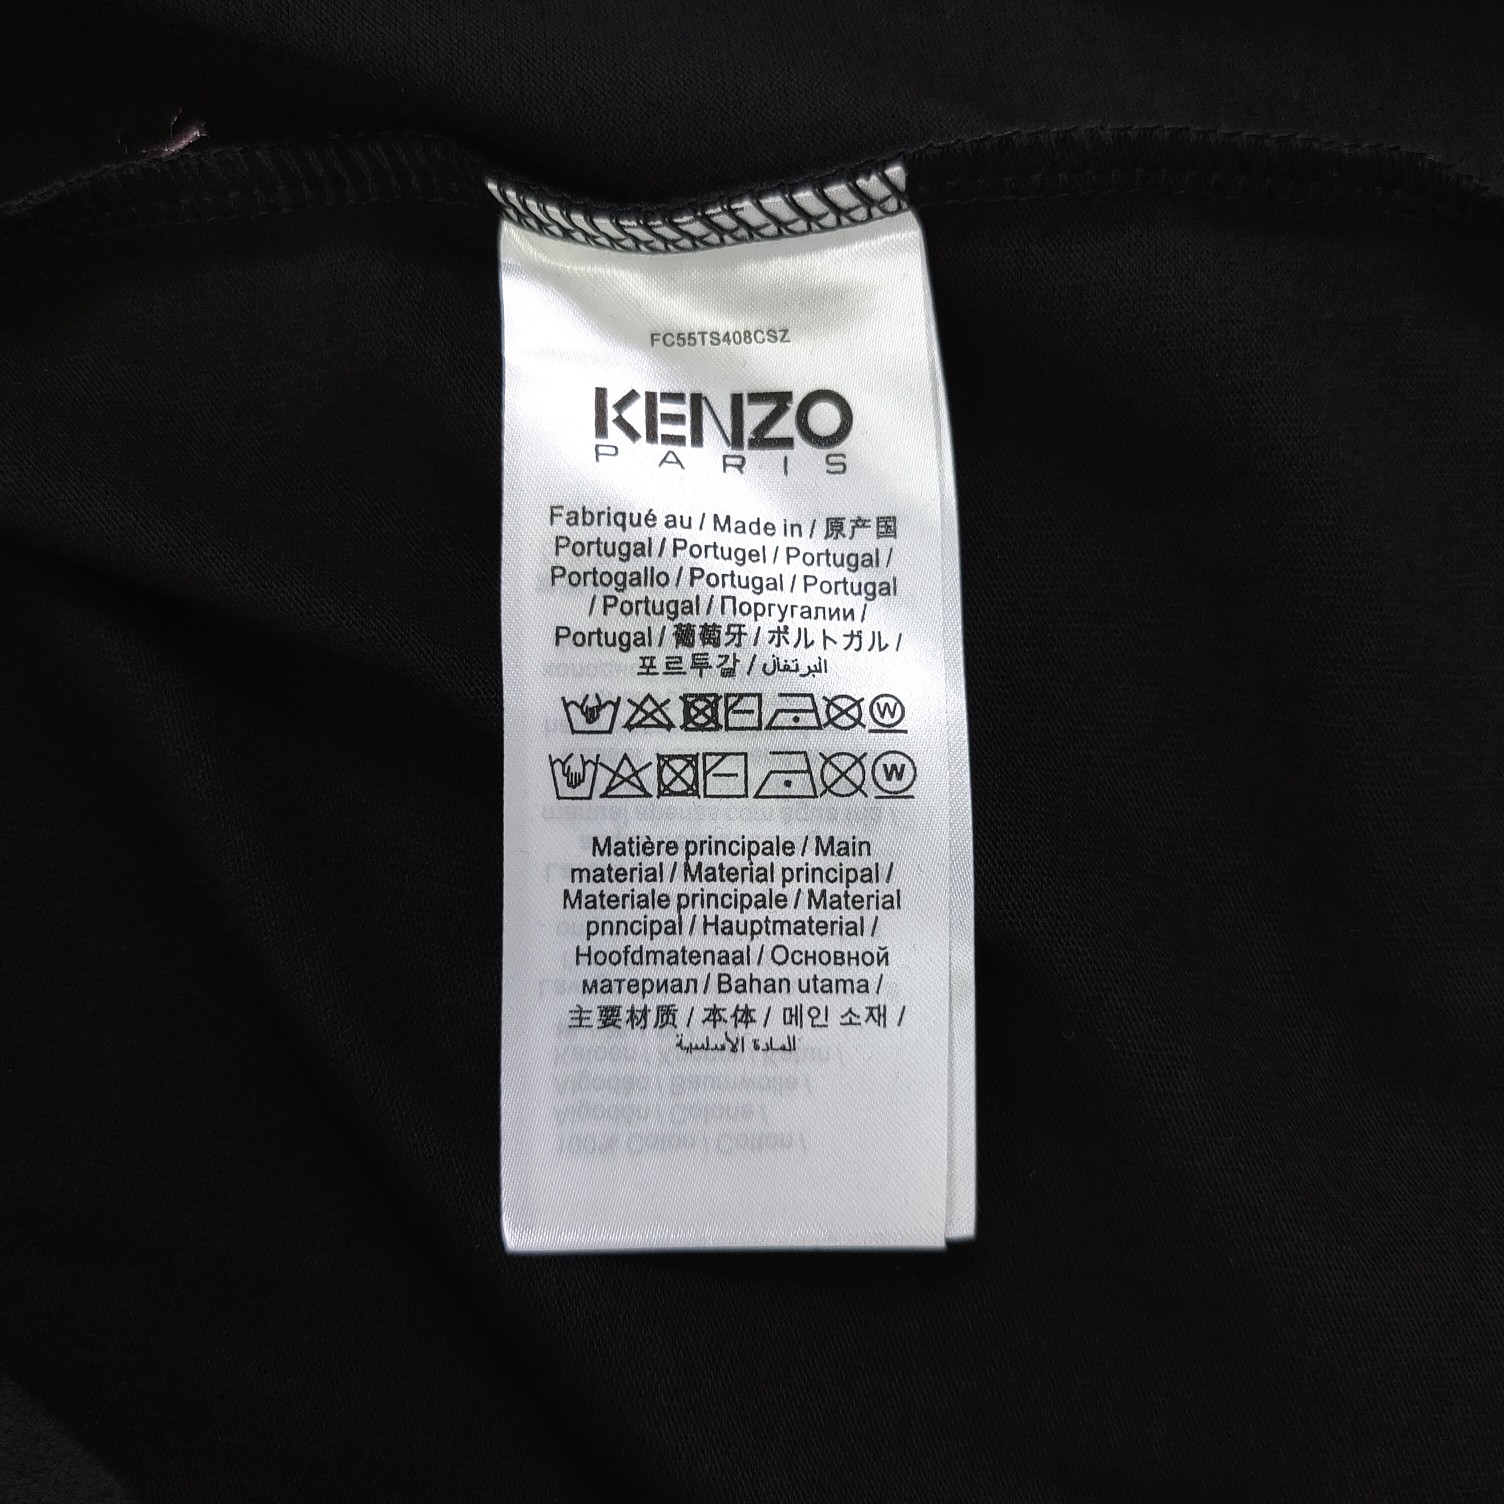 FC55TS408CSZ
KENZO
PARIS
Fabriqué au / Made in / 原产国
Portugal / Portugel / Portugal /
Portogallo / Portugal / Portugal
/ Portugal / Поргугалии /
Portugal / 葡萄牙 / ポルトガル /
포르투갈 / البرتغال
W
W
Matière principale / Main
material / Material principal /
Materiale principale / Material
pnncipal / Hauptmaterial /
Hoofdmatenaal / Основной
материал / Bahan utama /
主要材质 / 本体 / 메인 소재 /
المادة الأساسية